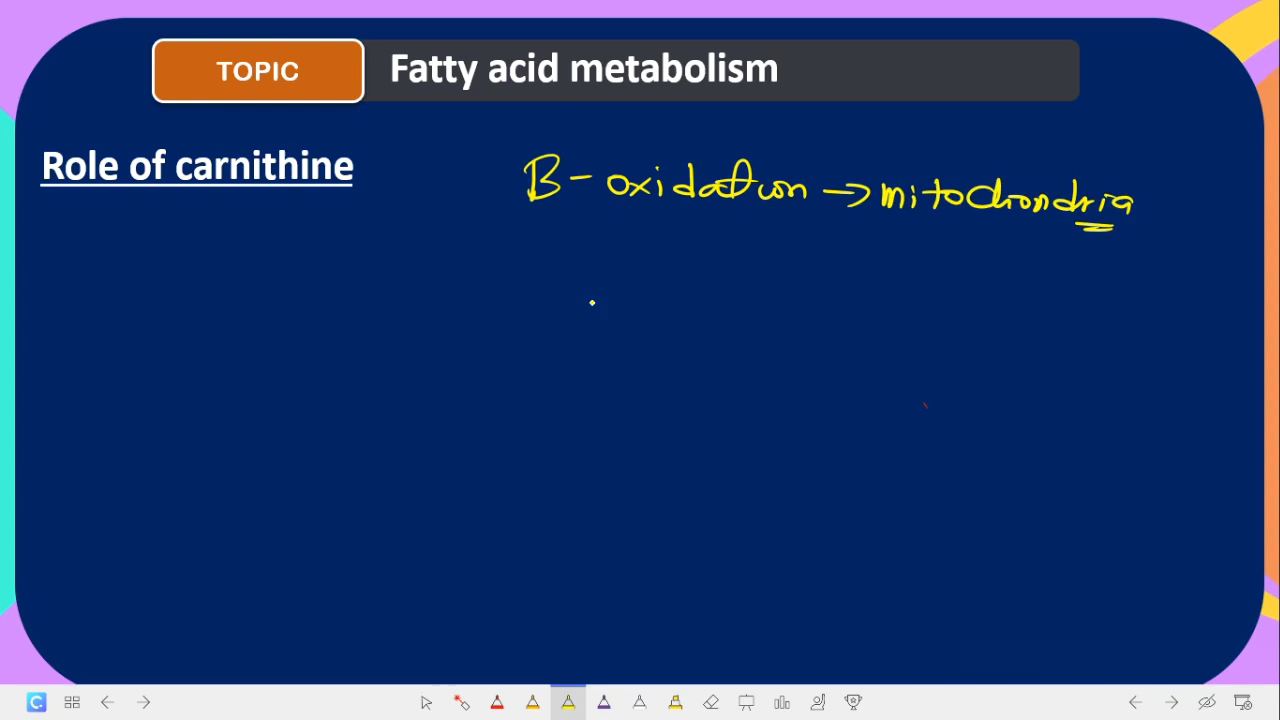 TOPIC
Fatty acid metabolism
Role of carnithine
B-oxidation → mitochondria